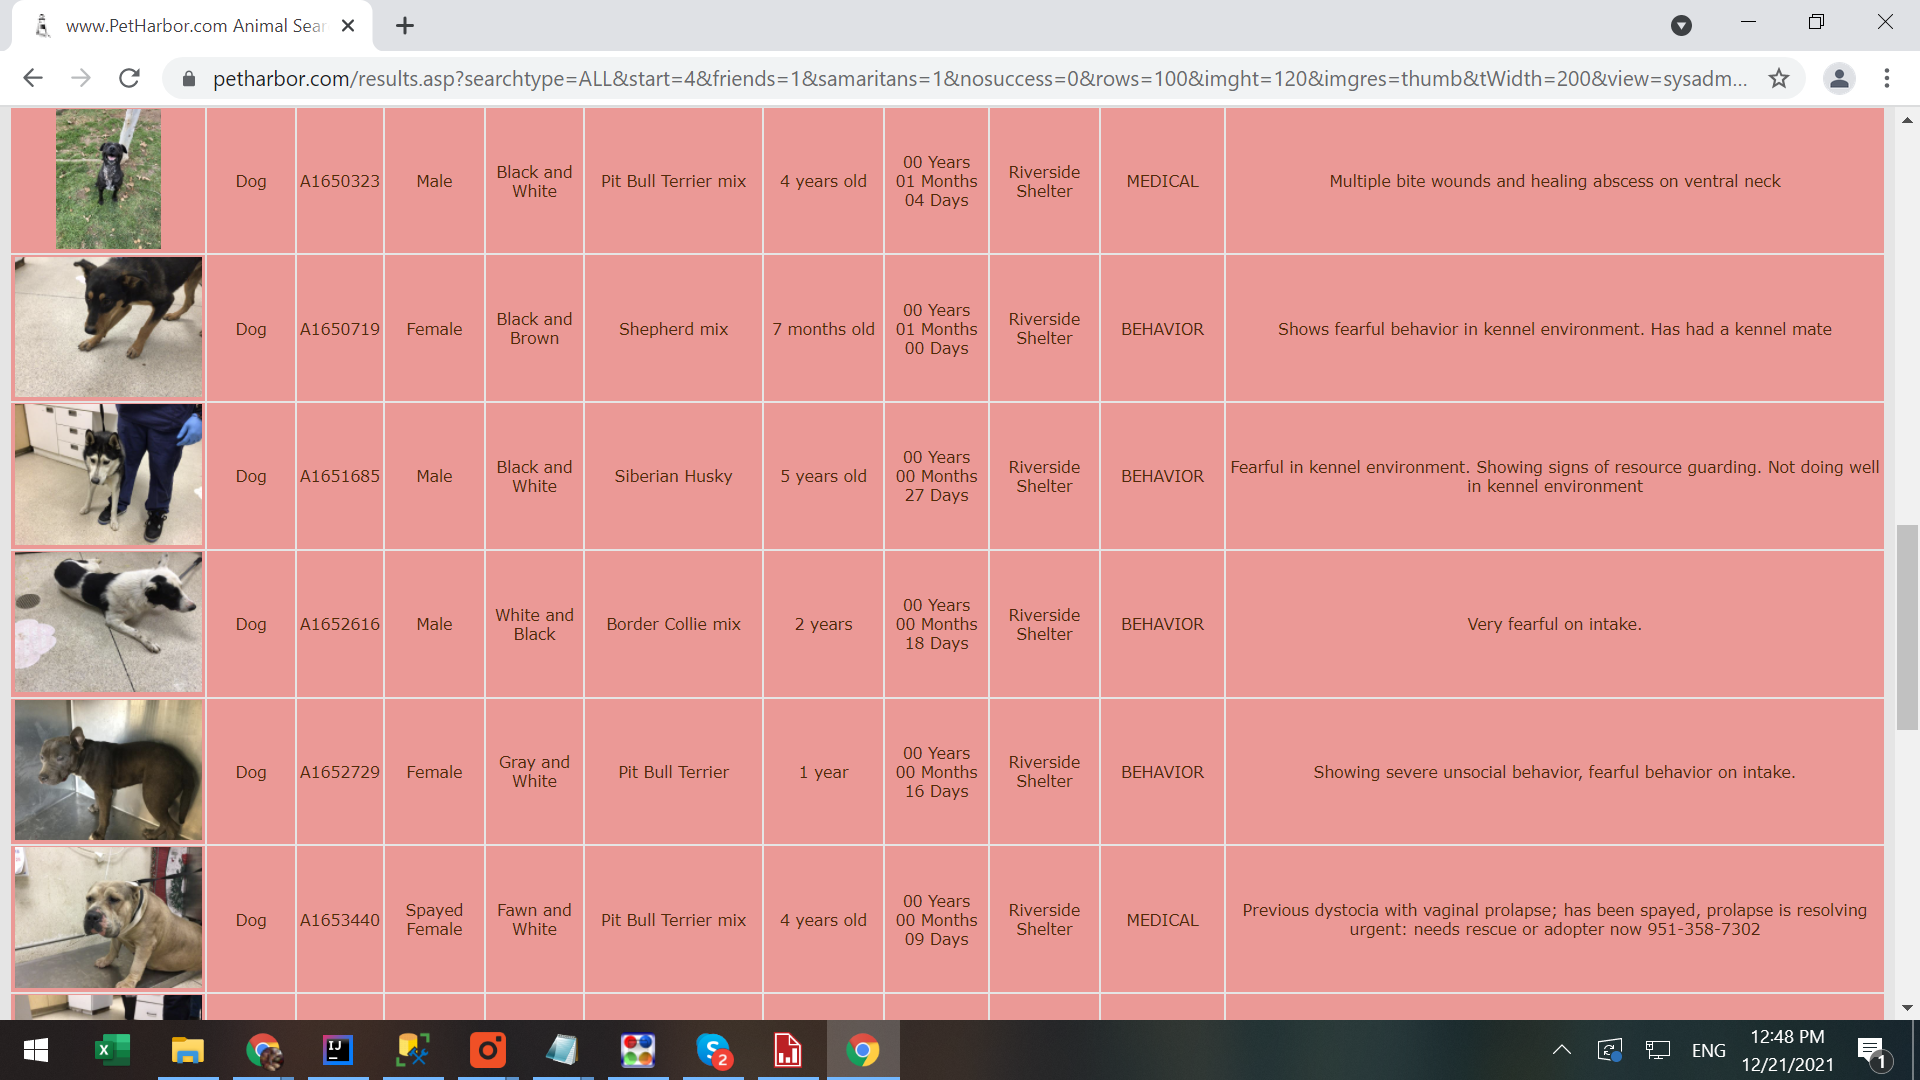 www.PetHarbor.com Animal Sear
petharbor.com/results.asp?searchtype=ALL&start=4&friends=1&samaritans=1&nosuccess=0&rows=100&imght=120&imgres=thumb&tWidth=200&view=sysadm...
Dog
A1650323
Male
Black and
White
Pit Bull Terrier mix
4 years old
00 Years
01 Months
04 Days
Riverside
Shelter
MEDICAL
Multiple bite wounds and healing abscess on ventral neck
Dog
A1650719
Female
Black and
Brown
Shepherd mix
7 months old
00 Years
01 Months
00 Days
Riverside
Shelter
BEHAVIOR
Shows fearful behavior in kennel environment. Has had a kennel mate
Dog
A1651685
Male
Black and
White
Siberian Husky
5 years old
00 Years
00 Months
27 Days
Riverside
Shelter
BEHAVIOR
Fearful in kennel environment. Showing signs of resource guarding. Not doing well
in kennel environment
Dog
A1652616
Male
White and
Black
Border Collie mix
2 years
00 Years
00 Months
18 Days
Riverside
Shelter
BEHAVIOR
Very fearful on intake.
Dog
A1652729
Female
Gray and
White
Pit Bull Terrier
1 year
00 Years
00 Months
16 Days
Riverside
Shelter
BEHAVIOR
Showing severe unsocial behavior, fearful behavior on intake.
Dog
A1653440
Spayed
Female
Fawn and
White
Pit Bull Terrier mix
4 years old
00 Years
00 Months
09 Days
Riverside
Shelter
MEDICAL
Previous dystocia with vaginal prolapse; has been spayed, prolapse is resolving
urgent: needs rescue or adopter now 951-358-7302
X
IJ
S
2
ENG
12:48 PM
12/21/2021
1